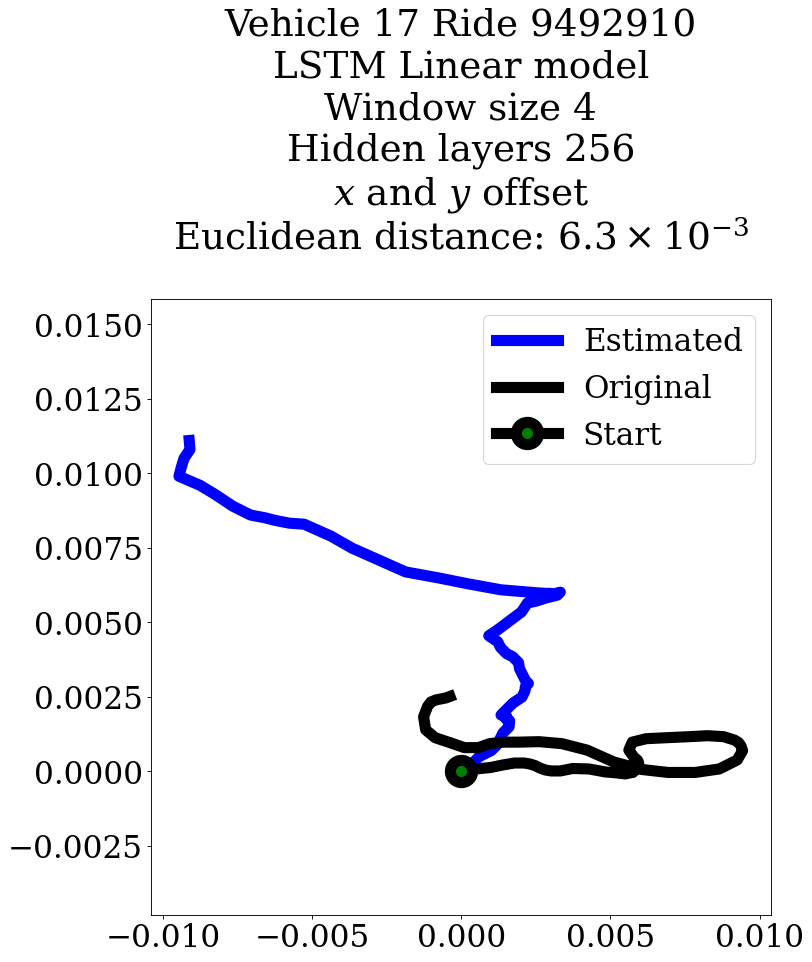 Vehicle 17 Ride 9492910
LSTM Linear model
Window size 4
Hidden layers 256
x and y offset
Euclidean distance: 6.3 × 10⁻³
Estimated
Original
Start
0.0150
0.0125
0.0100
0.0075
0.0050
0.0025
0.0000
−0.0025
−0.010 −0.005 0.000 0.005 0.010